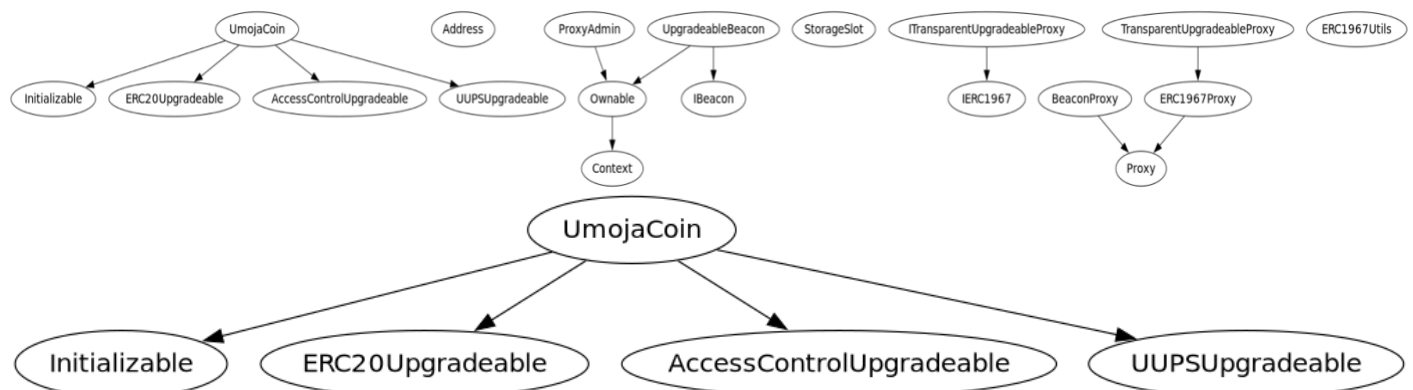 UmojaCoin Address ProxyAdmin UpgradeableBeacon StorageSlot ITransparentUpgradeableProxy TransparentUpgradeableProxy ERC1967Utils
Initializable ERC20Upgradeable AccessControlUpgradeable UUPSUpgradeable Ownable IBeacon IERC1967 BeaconProxy ERC1967Proxy
Context Proxy
UmojaCoin
Initializable ERC20Upgradeable AccessControlUpgradeable UUPSUpgradeable